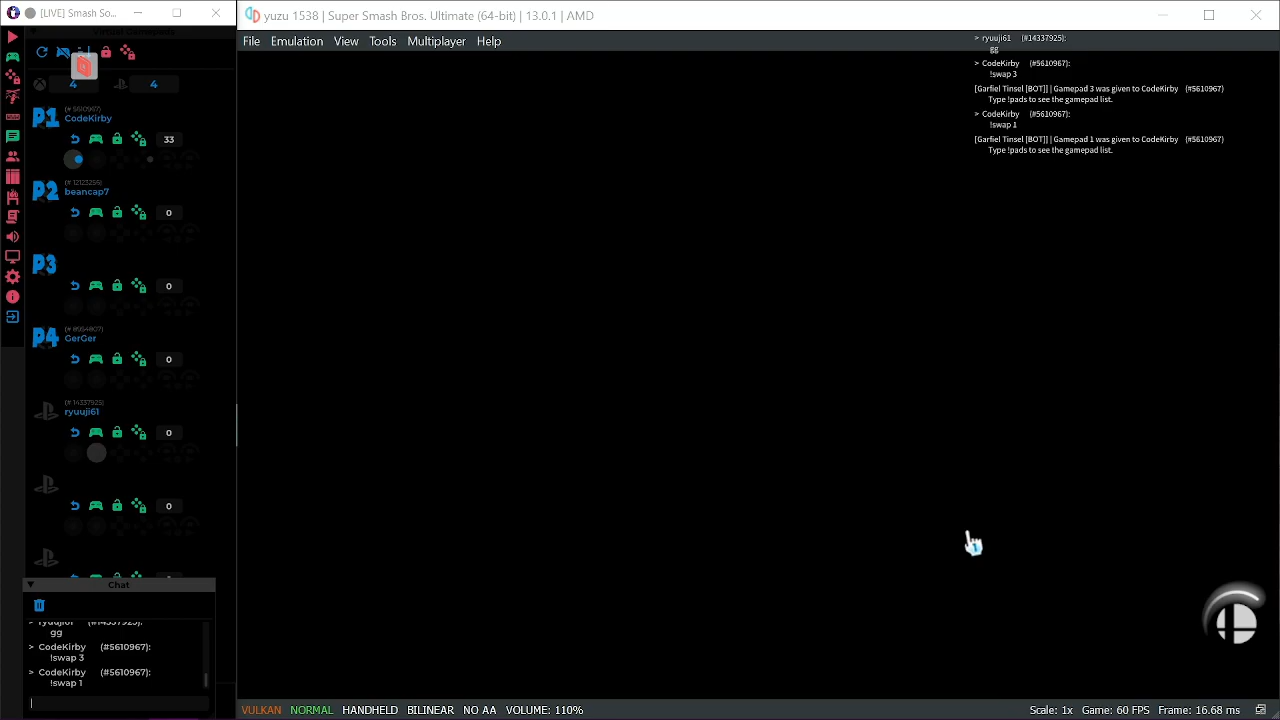 [LIVE] Smash So...
Virtual Gamepads
4
4
P1
(# 5610967)
CodeKirby
33
P2
(# 12123256)
beancap7
0
P3
0
P4
GerGer
0
(# 14337925)
ryuuji61
0
0
Chat
gg
> CodeKirby (#5610967):
!swap 3
> CodeKirby (#5610967):
!swap 1
yuzu 1538 | Super Smash Bros. Ultimate (64-bit) | 13.0.1 | AMD
File Emulation View Tools Multiplayer Help
> ryuuji61 (#14337925):
gg
> CodeKirby (#5610967):
!swap 3
[Garfiel Tinsel [BOT]] | Gamepad 3 was given to CodeKirby (#5610967)
Type !pads to see the gamepad list.
> CodeKirby (#5610967):
!swap 1
[Garfiel Tinsel [BOT]] | Gamepad 1 was given to CodeKirby (#5610967)
Type !pads to see the gamepad list.
VULKAN NORMAL HANDHELD BILINEAR NO AA VOLUME: 110%
Scale: 1x Game: 60 FPS Frame: 16.68 ms